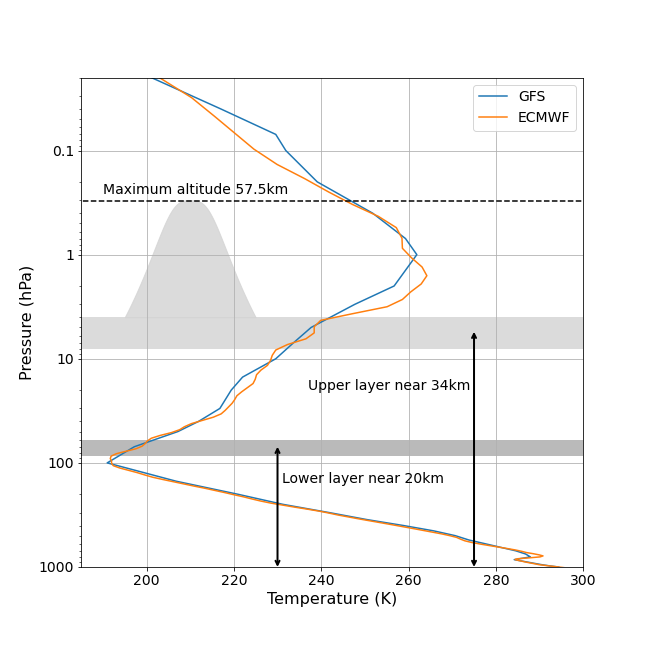 GFS
ECMWF
0.1
Maximum altitude 57.5km
1
Pressure (hPa)
10
Upper layer near 34km
100
Lower layer near 20km
1000
200 220 240 260 280 300
Temperature (K)